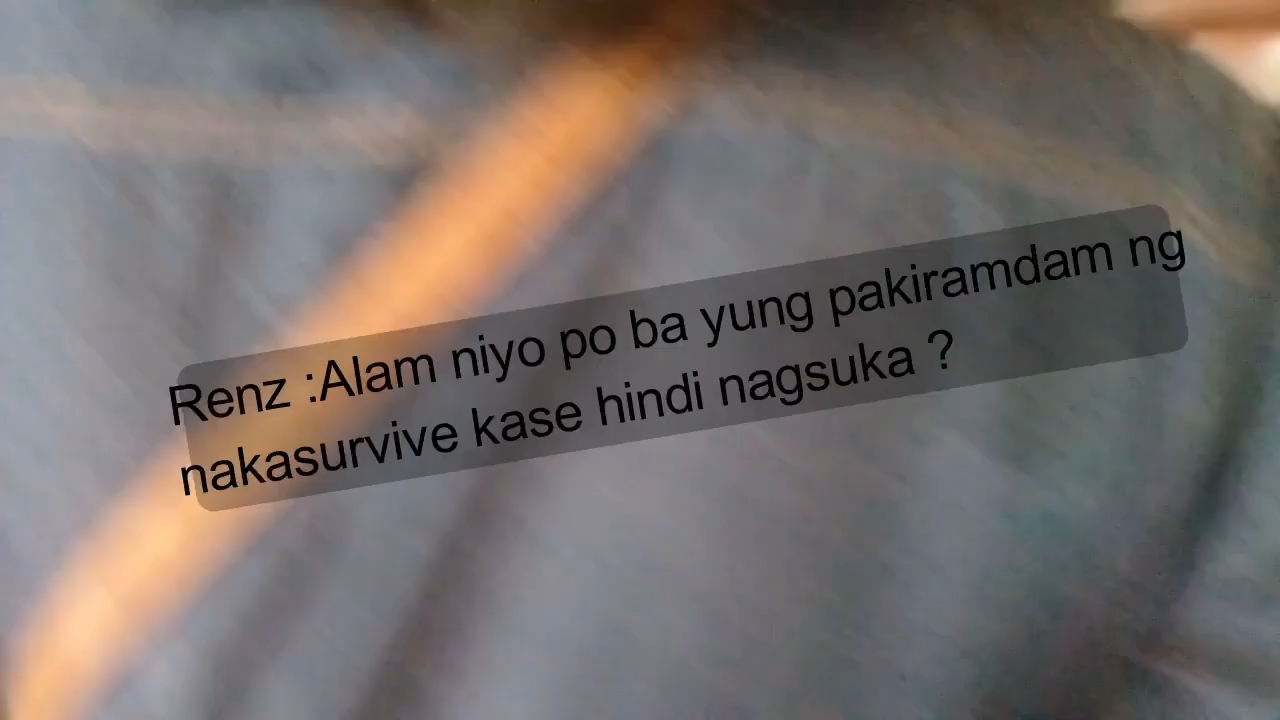 Renz :Alam niyo po ba yung pakiramdam ng
nakasurvive kase hindi nagsuka ?